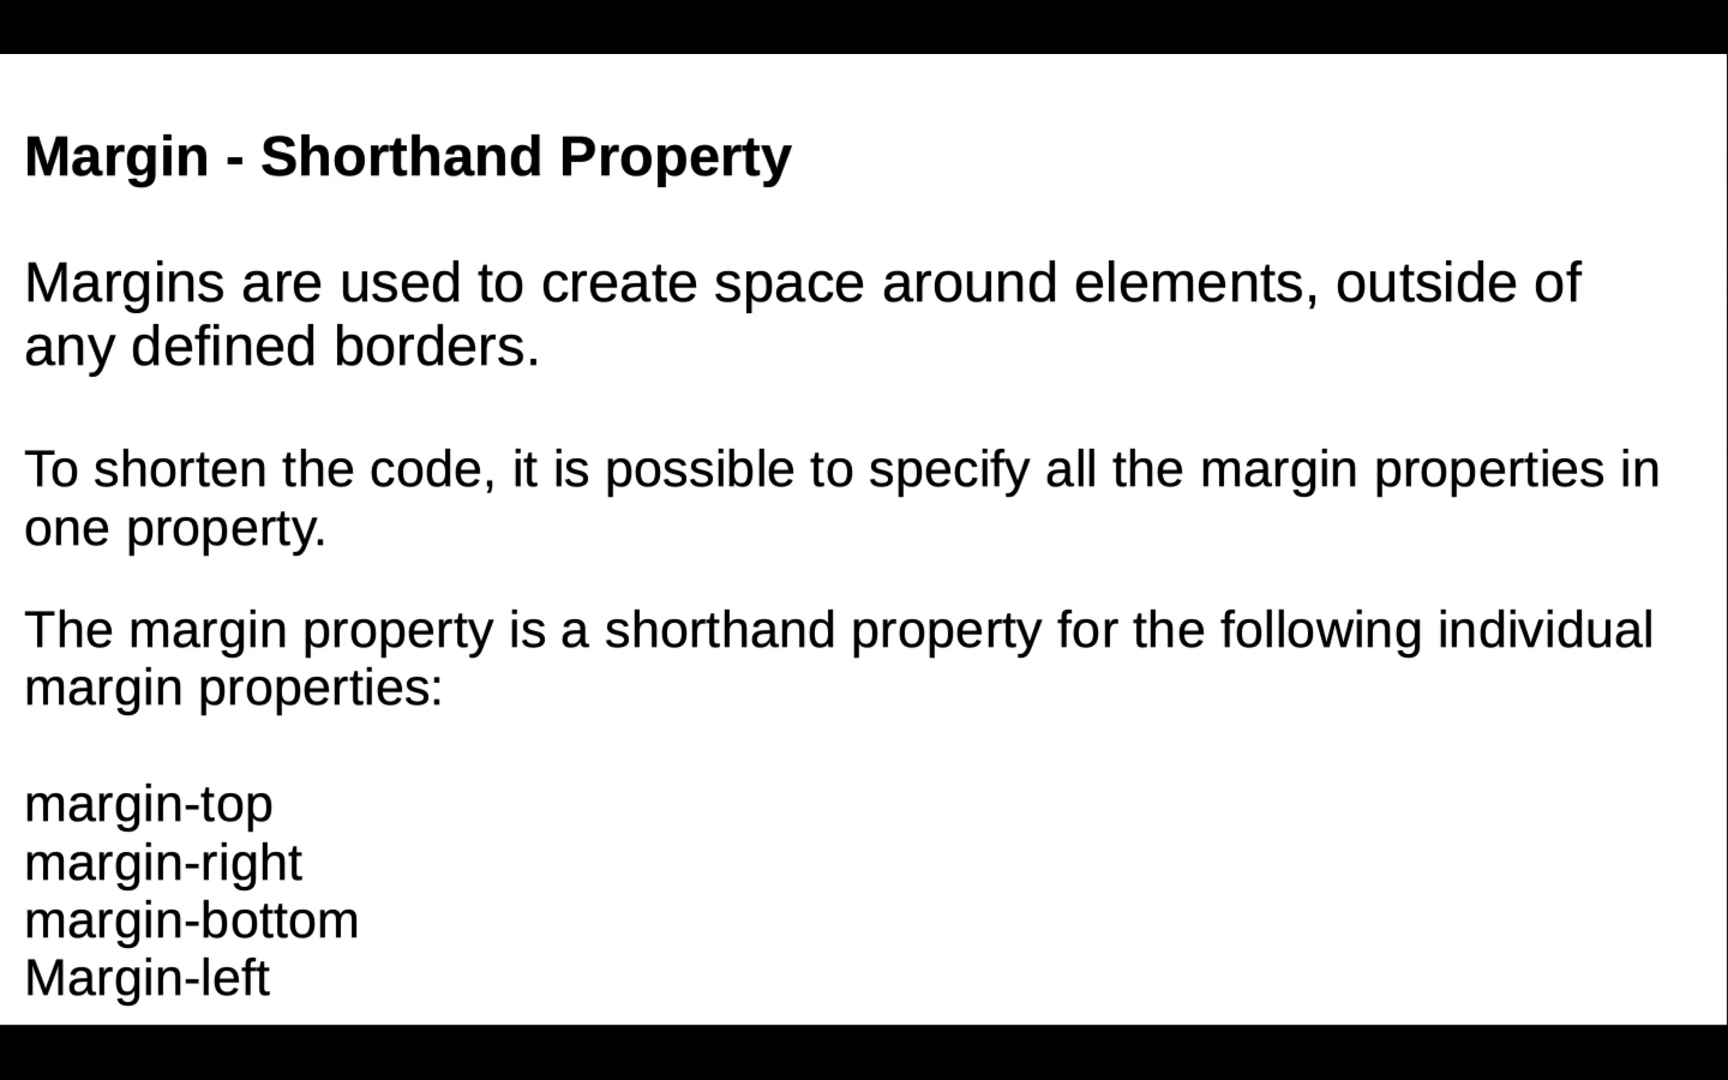 Margin - Shorthand Property
Margins are used to create space around elements, outside of
any defined borders.
To shorten the code, it is possible to specify all the margin properties in
one property.
The margin property is a shorthand property for the following individual
margin properties:
margin-top
margin-right
margin-bottom
Margin-left